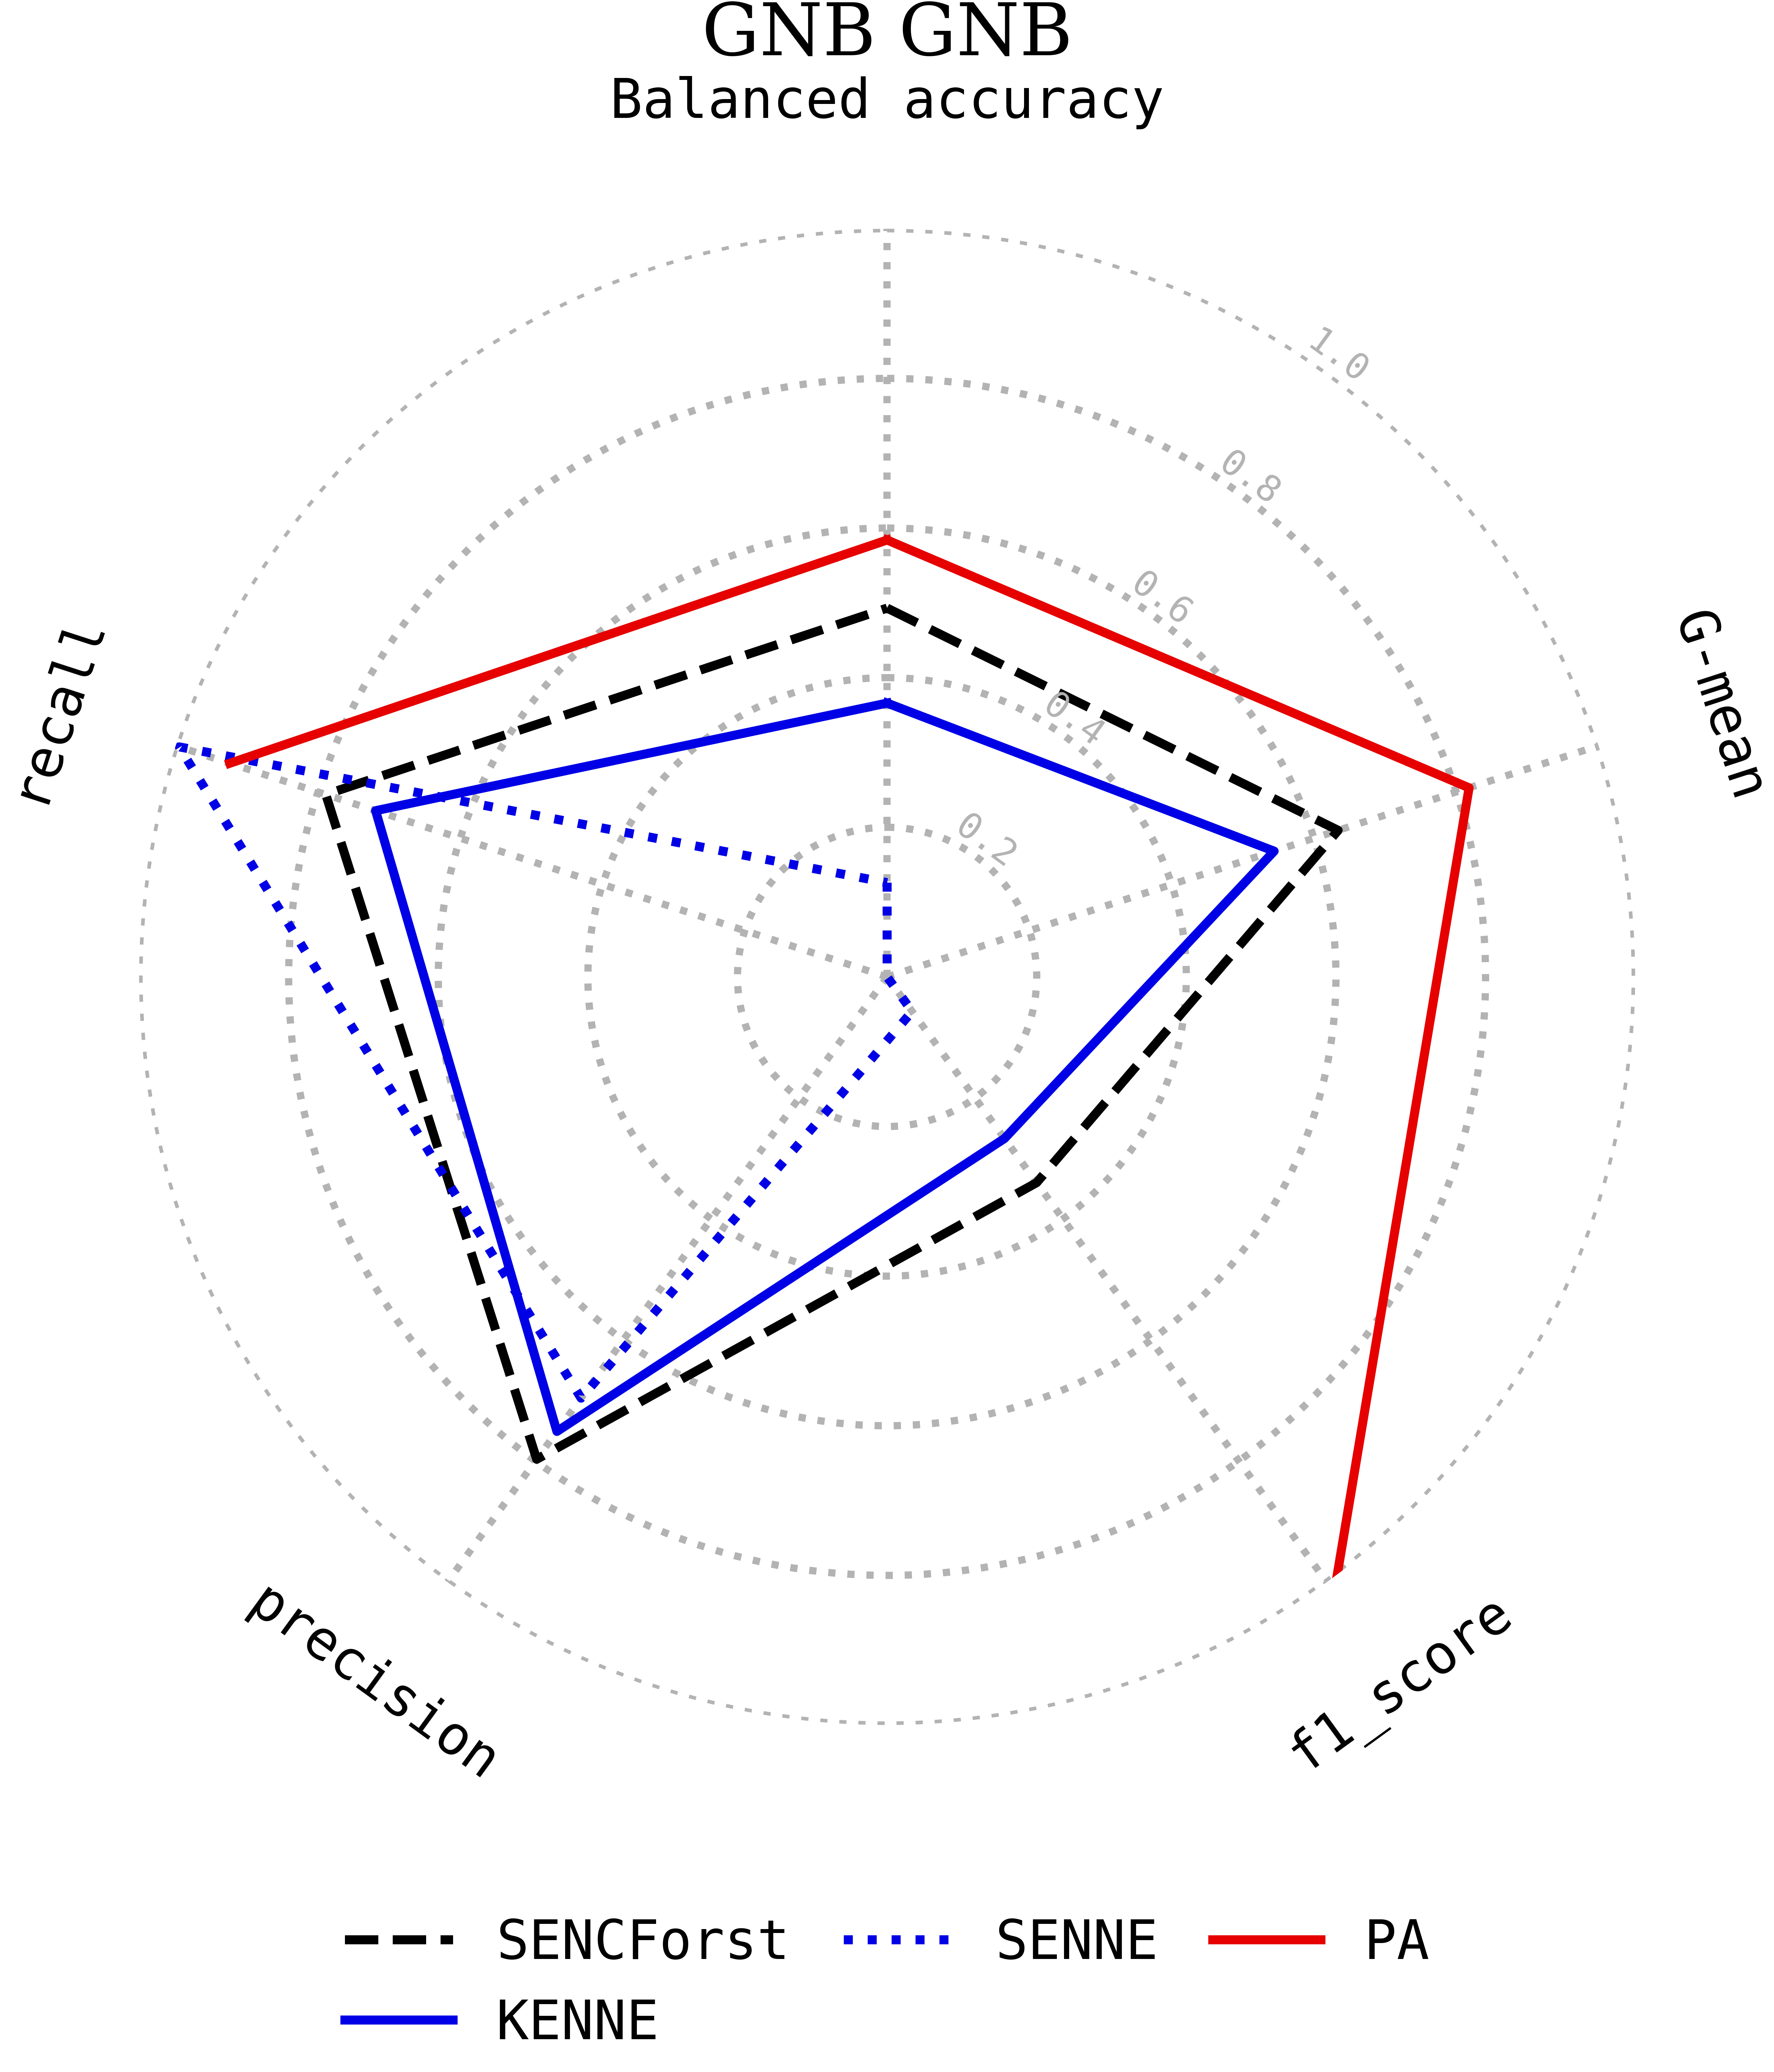 GNB GNB
Balanced accuracy
1.0
0.8
0.6
0.4
0.2
recall
G-mean
precision
f1_score
SENCForst SENNE PA
KENNE